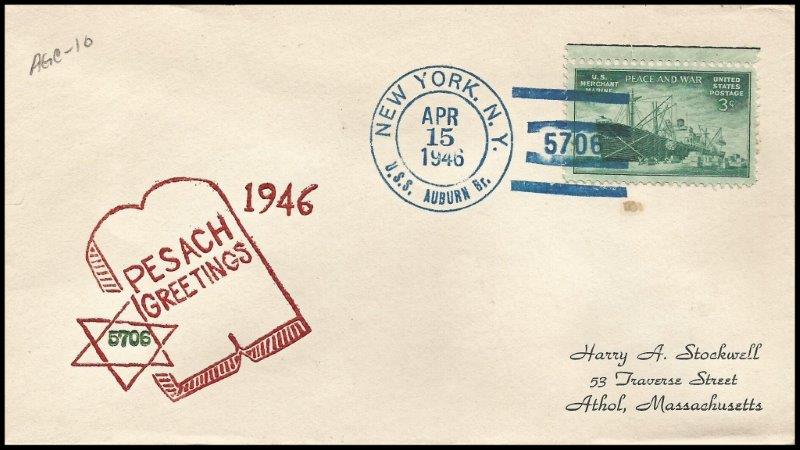 AGC-10
NEW YORK. N. Y.
APR
15
1946
U.S.S. AUBURN Br.
5706
U.S. MERCHANT MARINE
PEACE AND WAR
UNITED STATES POSTAGE
3¢
1946
PESACH
GREETINGS
5706
Harry A. Stockwell
53 Traverse Street
Athol, Massachusetts